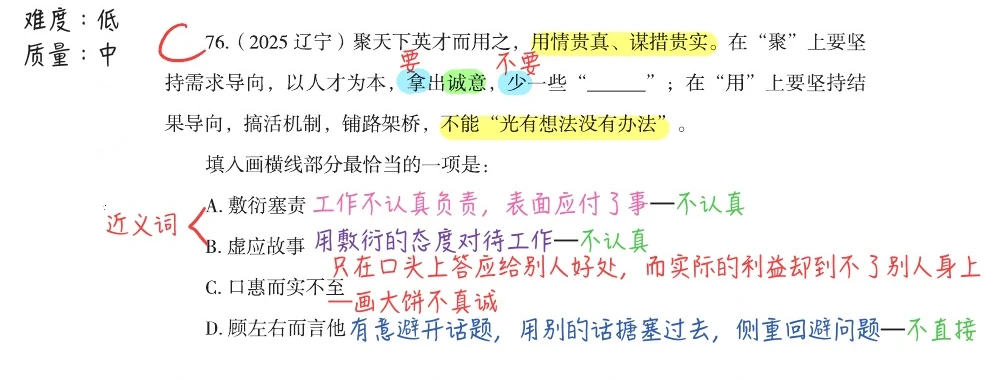 难度：低
质量：中
C 76.（2025 辽宁）聚天下英才而用之，用情贵真、谋措贵实。在“聚”上要坚
要 不要
持需求导向，以人才为本，拿出诚意，少一些“______”；在“用”上要坚持结
果导向，搞活机制，铺路架桥，不能“光有想法没有办法”。
填入画横线部分最恰当的一项是：
近义词
A. 敷衍塞责 工作不认真负责，表面应付了事—不认真
B. 虚应故事 用敷衍的态度对待工作—不认真
只在口头上答应给别人好处，而实际的利益却到不了别人身上
C. 口惠而实不至
—画大饼不真诚
D. 顾左右而言他 有意避开话题，用别的话搪塞过去，侧重回避问题—不直接